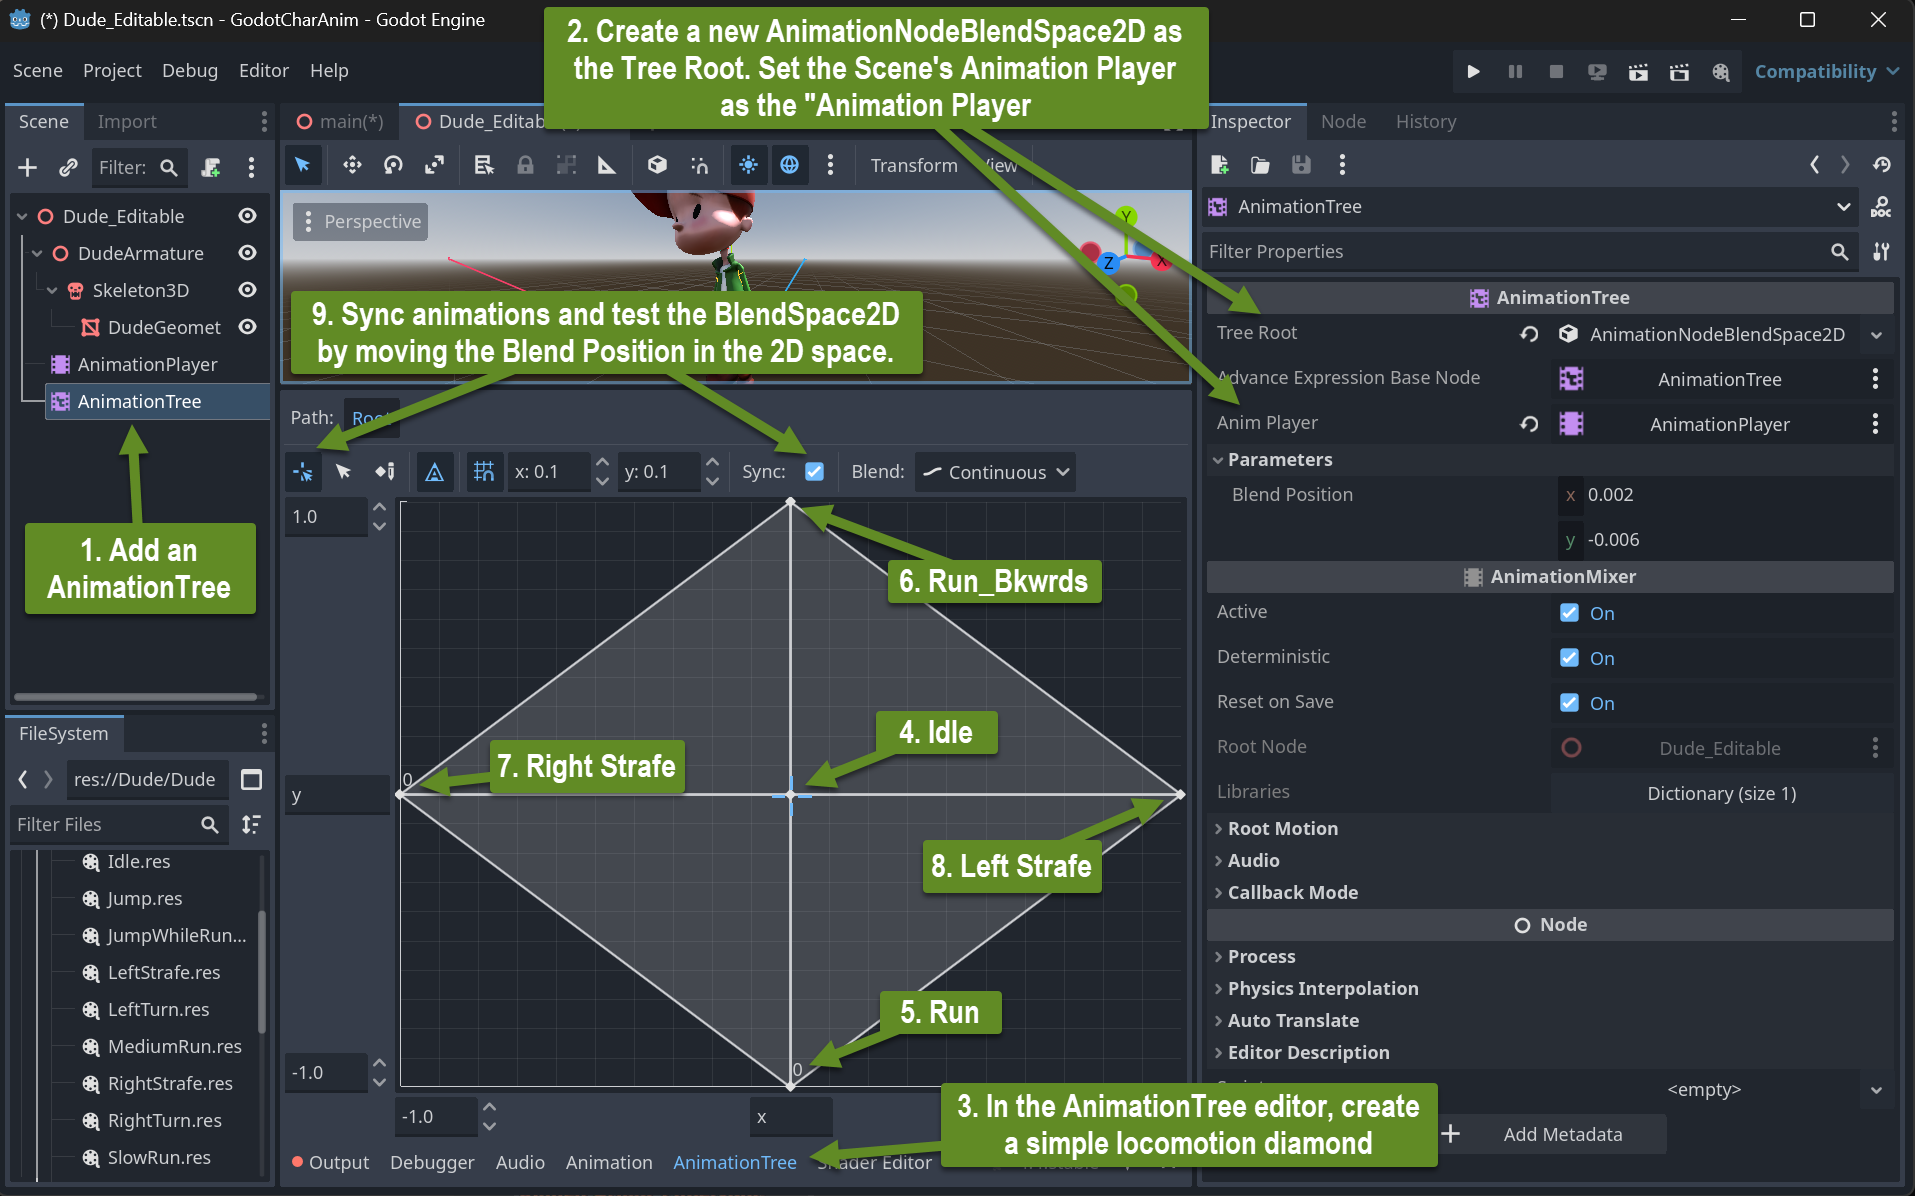 (*) Dude_Editable.tscn - GodotCharAnim - Godot Engine
2. Create a new AnimationNodeBlendSpace2D as
the Tree Root. Set the Scene's Animation Player
as the "Animation Player
Scene Project Debug Editor Help
Compatibility
Scene Import
main(*) Dude_Editab
Inspector Node History
Filter:
Transform View
AnimationTree
Filter Properties
Dude_Editable
DudeArmature
Skeleton3D
DudeGeomet
AnimationPlayer
AnimationTree
Perspective
Y
Z
X
9. Sync animations and test the BlendSpace2D
by moving the Blend Position in the 2D space.
Path: Root
x: 0.1 y: 0.1 Sync: Blend: Continuous
1.0
1. Add an
AnimationTree
6. Run_Bkwrds
4. Idle
7. Right Strafe
0
y
8. Left Strafe
5. Run
0
-1.0
-1.0 x
3. In the AnimationTree editor, create
a simple locomotion diamond
Output Debugger Audio Animation AnimationTree Shader Editor
FileSystem
res://Dude/Dude
Filter Files
Idle.res
Jump.res
JumpWhileRun...
LeftStrafe.res
LeftTurn.res
MediumRun.res
RightStrafe.res
RightTurn.res
SlowRun.res
AnimationTree
Tree Root AnimationNodeBlendSpace2D
Advance Expression Base Node AnimationTree
Anim Player AnimationPlayer
Parameters
Blend Position x 0.002
y -0.006
AnimationMixer
Active On
Deterministic On
Reset on Save On
Root Node Dude_Editable
Libraries Dictionary (size 1)
Root Motion
Audio
Callback Mode
Node
Process
Physics Interpolation
Auto Translate
Editor Description
<empty>
Add Metadata